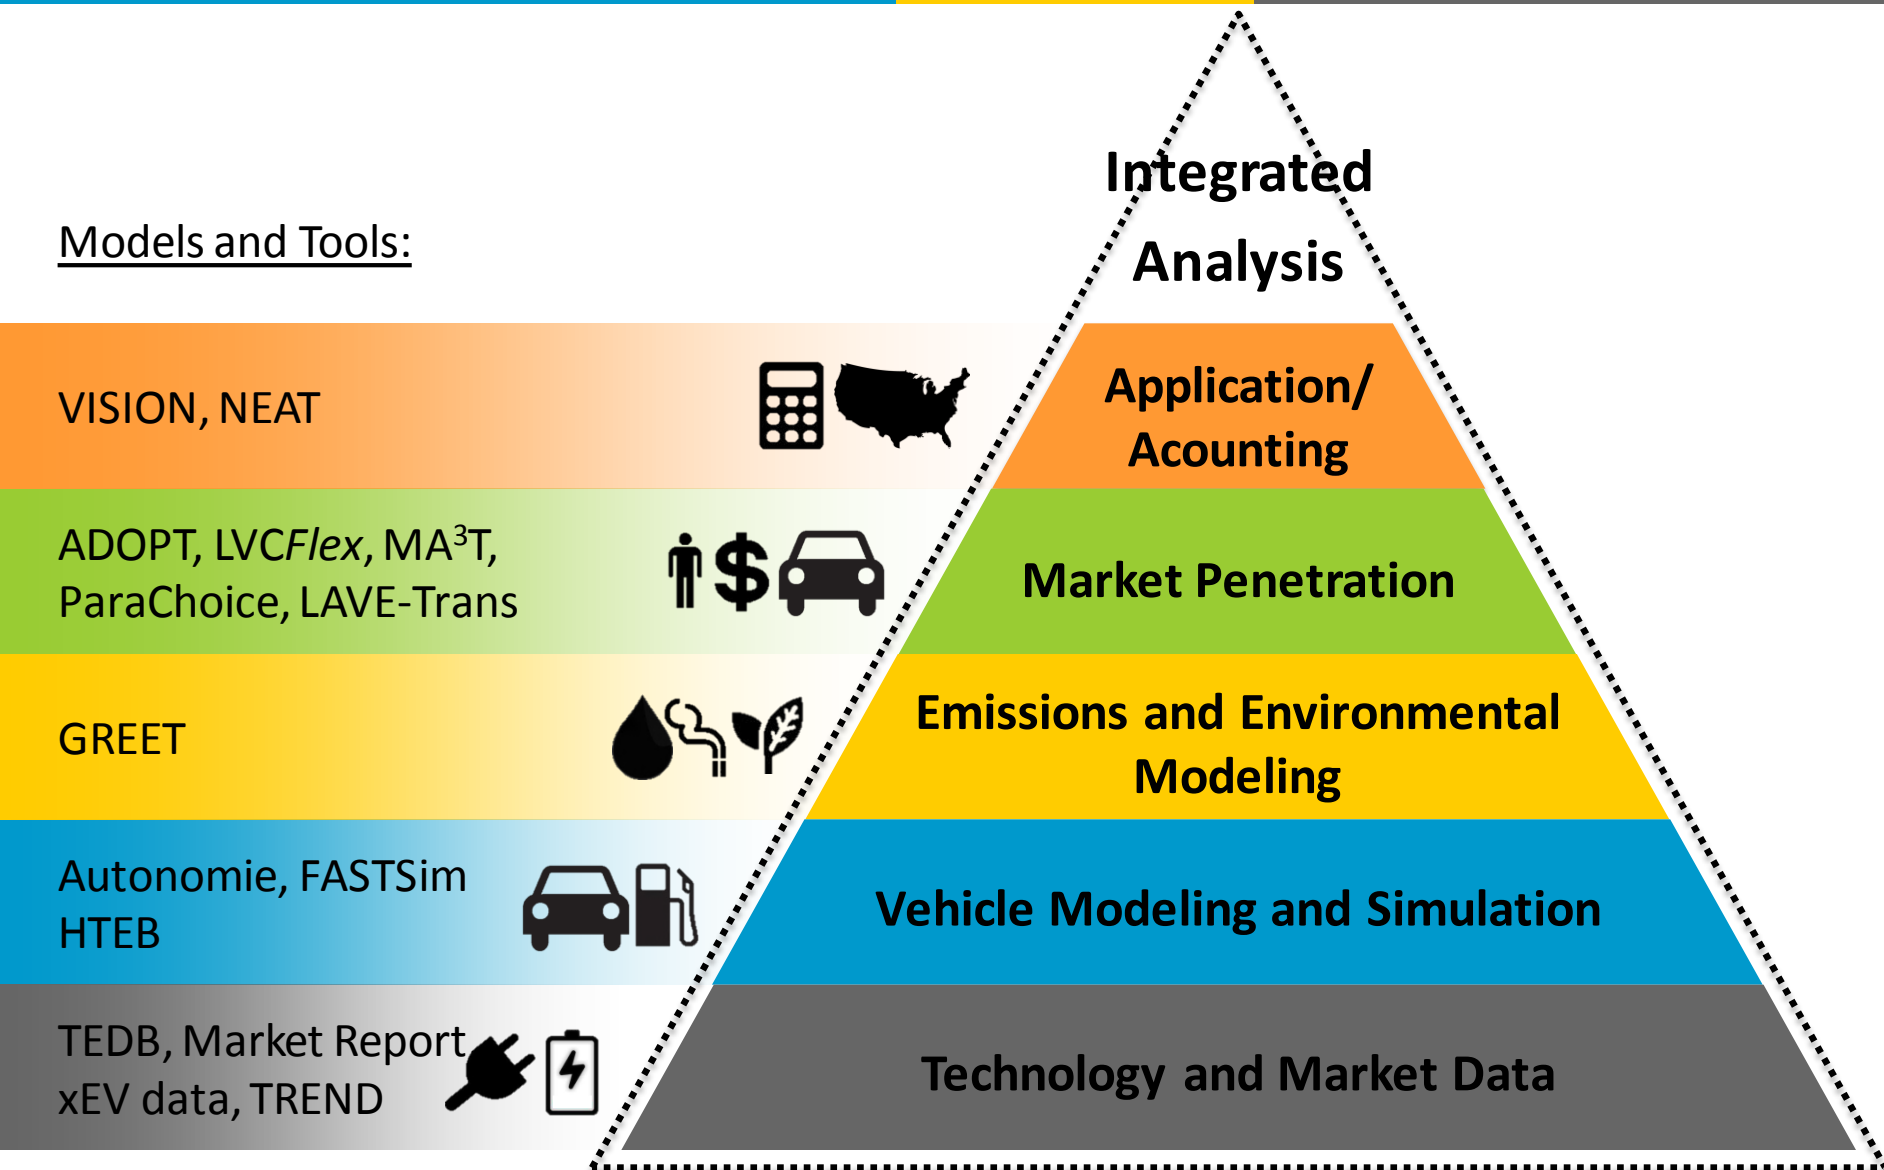 Integrated
Analysis
Models and Tools:
VISION, NEAT
Application/
Acounting
ADOPT, LVCFlex, MA³T,
ParaChoice, LAVE-Trans
Market Penetration
GREET
Emissions and Environmental
Modeling
Autonomie, FASTSim
HTEB
Vehicle Modeling and Simulation
TEDB, Market Report,
xEV data, TREND
Technology and Market Data